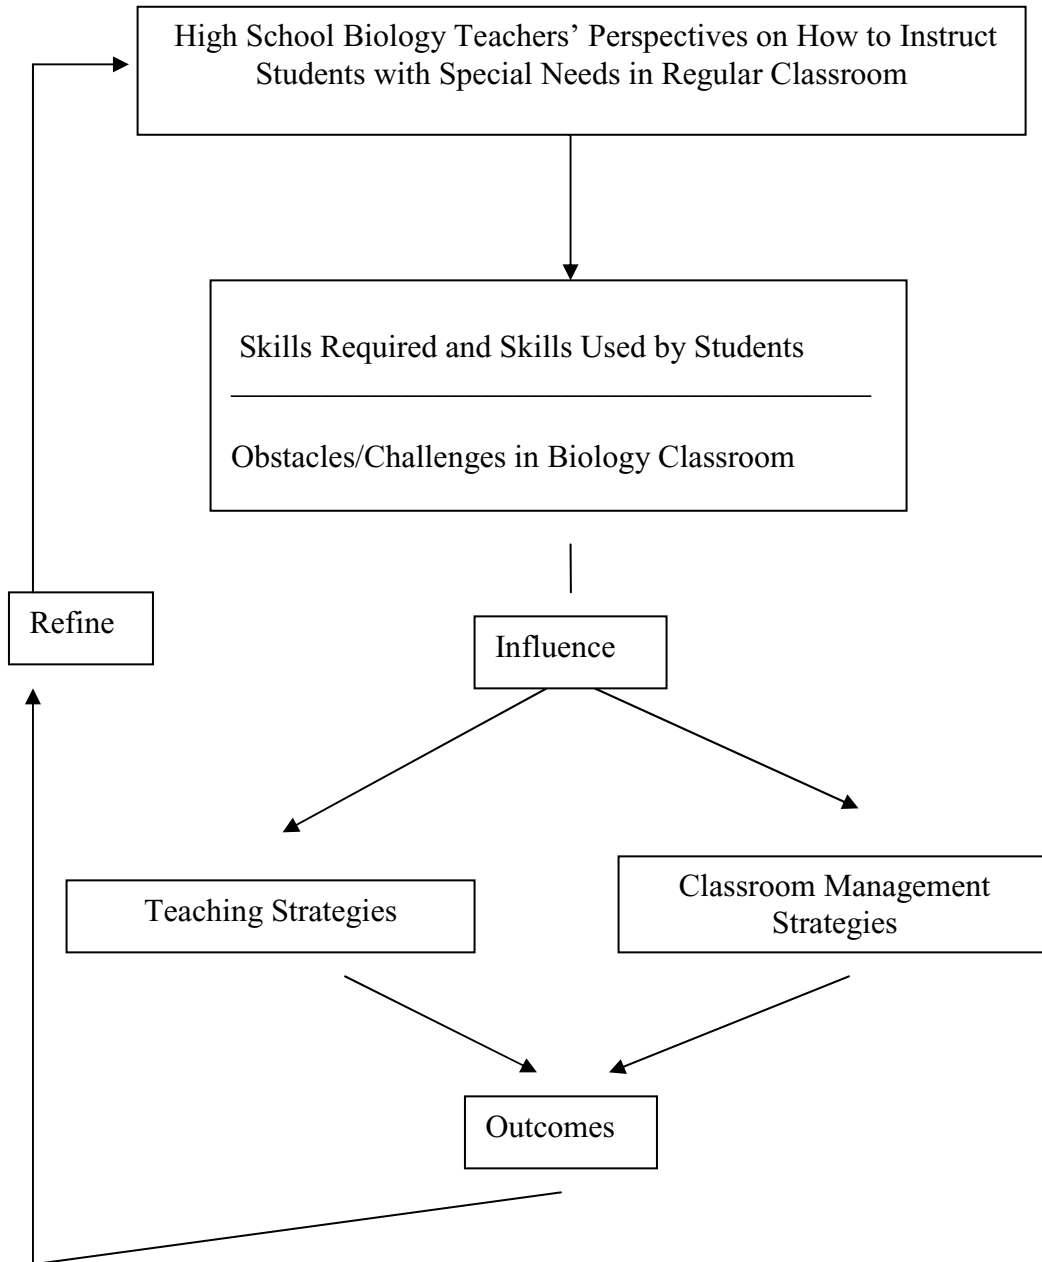 High School Biology Teachers’ Perspectives on How to Instruct
Students with Special Needs in Regular Classroom
Skills Required and Skills Used by Students
Obstacles/Challenges in Biology Classroom
Refine
Influence
Teaching Strategies
Classroom Management
Strategies
Outcomes